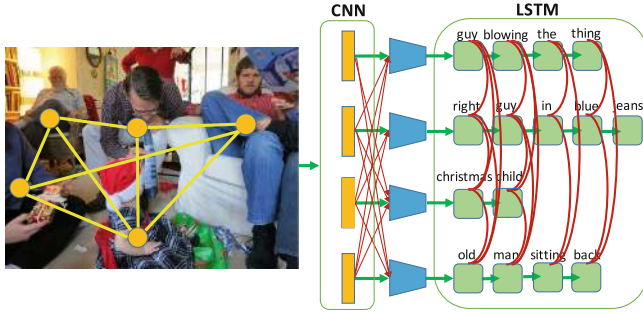 CNN LSTM
guy blowing the thing
right guy in blue jeans
christmas child
old man sitting back